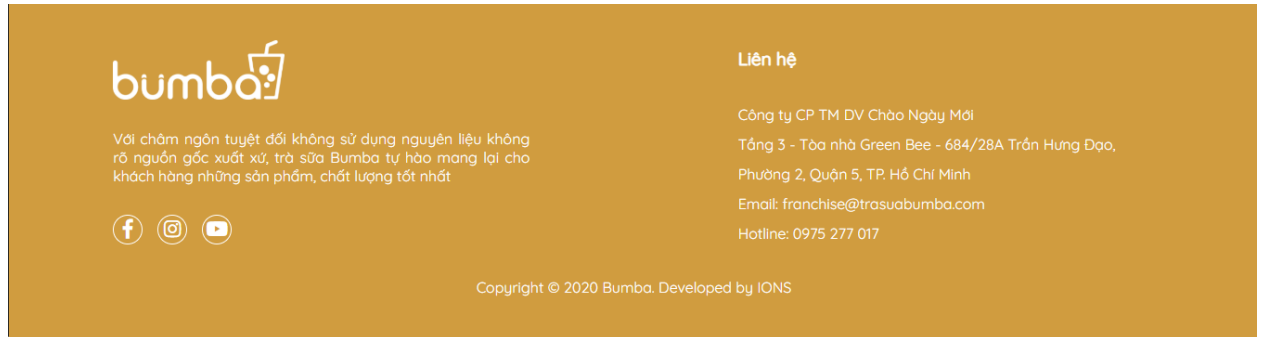 bumba
Với châm ngôn tuyệt đối không sử dụng nguyên liệu không
rõ nguồn gốc xuất xứ, trà sữa Bumba tự hào mang lại cho
khách hàng những sản phẩm, chất lượng tốt nhất
Liên hệ
Công ty CP TM DV Chào Ngày Mới
Tầng 3 - Tòa nhà Green Bee - 684/28A Trần Hưng Đạo,
Phường 2, Quận 5, TP. Hồ Chí Minh
Email: franchise@trasuabumba.com
Hotline: 0975 277 017
Copyright © 2020 Bumba. Developed by IONS